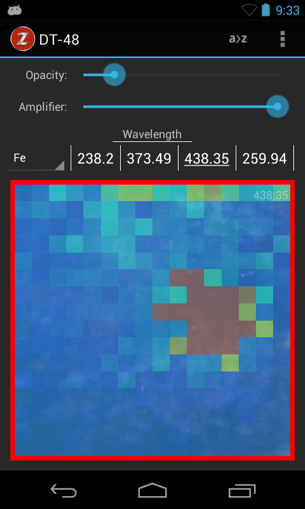 9:33
Z DT-48 a›z
Opacity:
Amplifier:
Wavelength
Fe 238.2 373.49 438.35 259.94
438.35